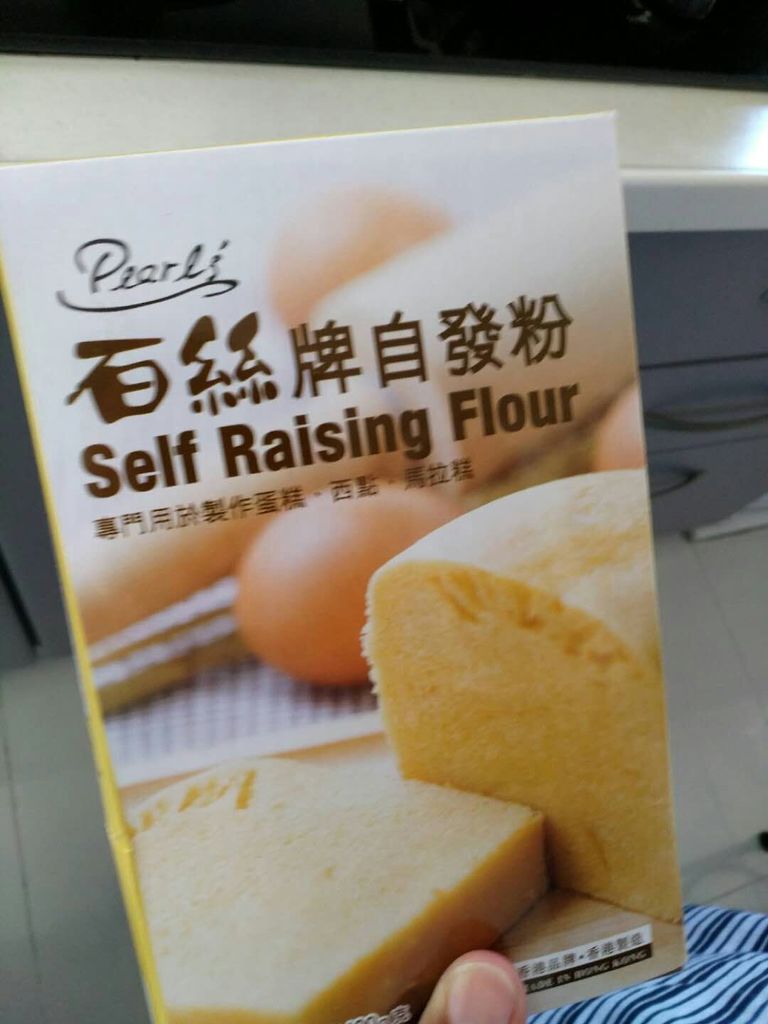 Pearl's
百絲牌自發粉
Self Raising Flour
專門用於製作蛋糕、西點、馬拉糕
香港品牌•香港製造